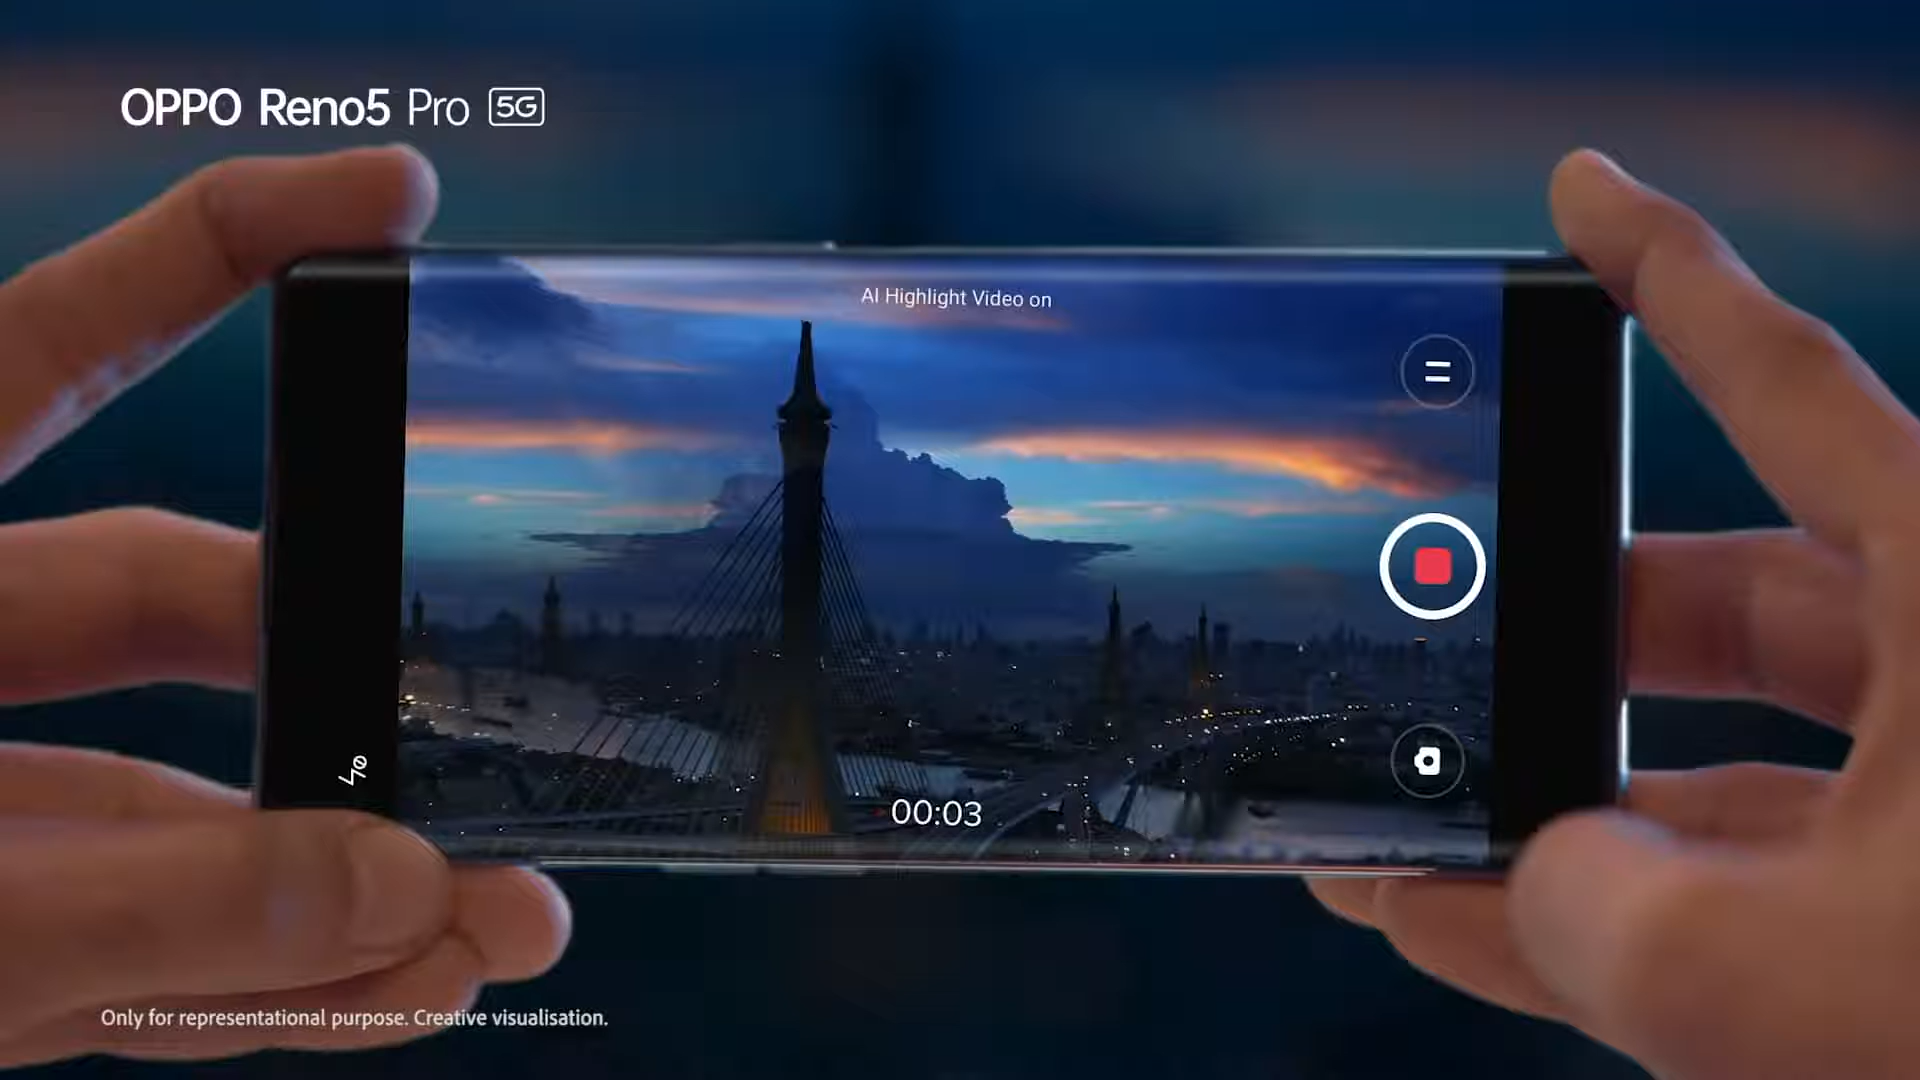 OPPO Reno5 Pro 5G
AI Highlight Video on
00:03
Only for representational purpose. Creative visualisation.